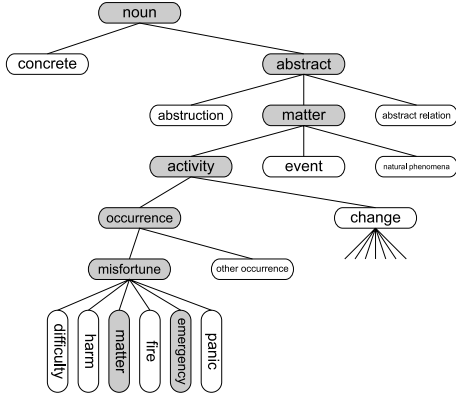 noun
concrete
abstract
abstruction
matter
abstract relation
activity
event
natural phenomena
occurrence
change
misfortune
other occurrence
difficulty
harm
matter
fire
emergency
panic